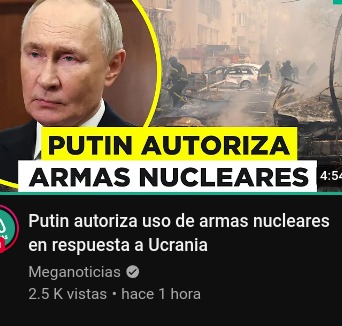 PUTIN AUTORIZA
ARMAS NUCLEARES
4:54
Putin autoriza uso de armas nucleares
en respuesta a Ucrania
Meganoticias
2.5 K vistas • hace 1 hora